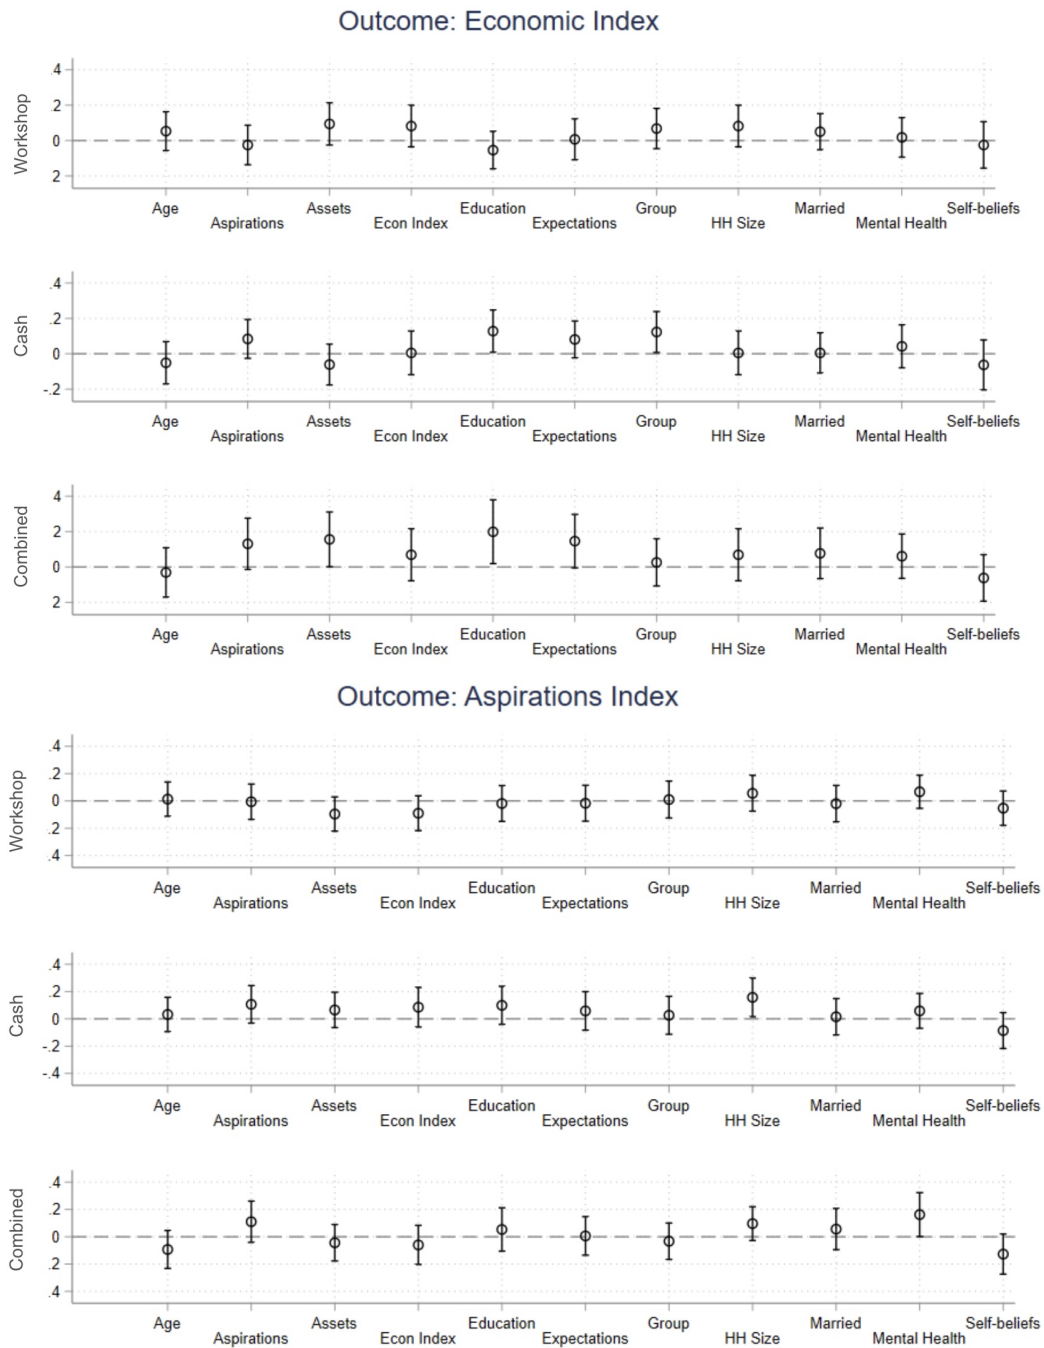 Outcome: Economic Index
Workshop
.4
.2
0
2
Age Assets Education Group Married Self-beliefs
Aspirations Econ Index Expectations HH Size Mental Health
Cash
.4
.2
0
-.2
Age Assets Education Group Married Self-beliefs
Aspirations Econ Index Expectations HH Size Mental Health
Combined
4
2
0
2
Age Assets Education Group Married Self-beliefs
Aspirations Econ Index Expectations HH Size Mental Health
Outcome: Aspirations Index
Workshop
.4
.2
0
.2
.4
Age Assets Education Group Married Self-beliefs
Aspirations Econ Index Expectations HH Size Mental Health
Cash
.4
.2
0
-.2
-.4
Age Assets Education Group Married Self-beliefs
Aspirations Econ Index Expectations HH Size Mental Health
Combined
.4
.2
0
.2
.4
Age Assets Education Group Married Self-beliefs
Aspirations Econ Index Expectations HH Size Mental Health